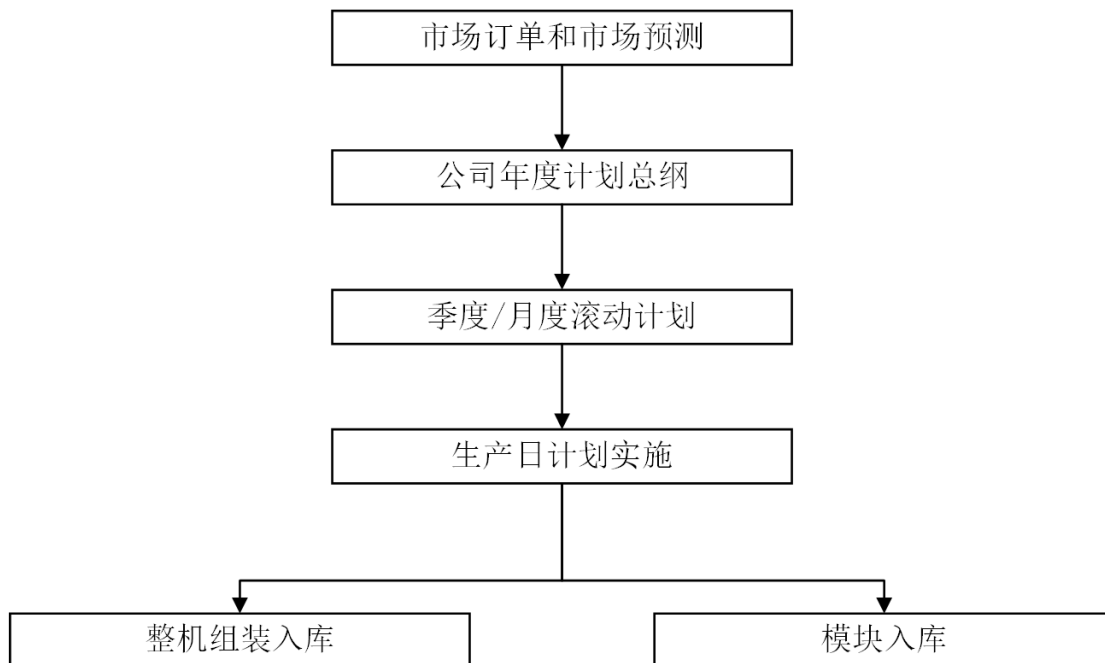 市场订单和市场预测
公司年度计划总纲
季度/月度滚动计划
生产日计划实施
整机组装入库
模块入库